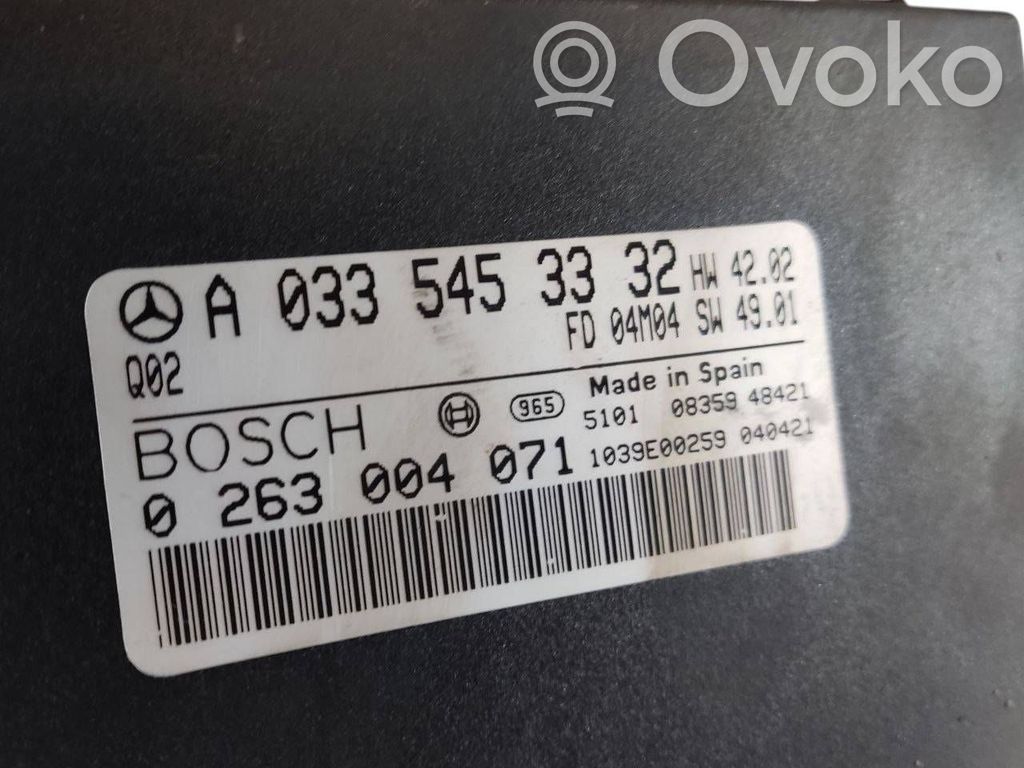 Ovoko
A 033 545 33 32 HW 42.02
FD 04M04 SW 49.01
Q02
Made in Spain
BOSCH 965 5101 08359 48421
0 263 004 071 1039E00259 040421